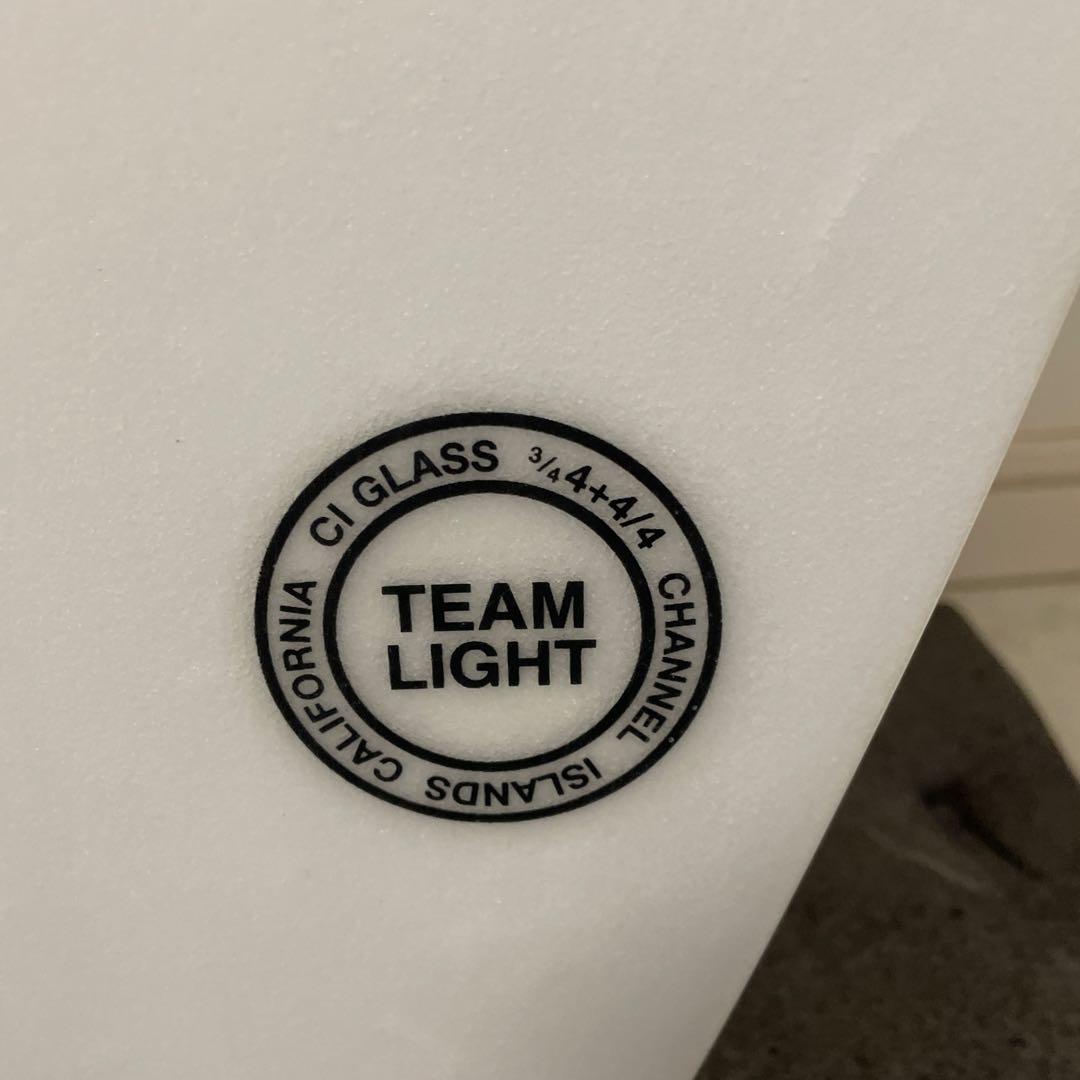 CI GLASS ³/₄4+4/4 CHANNEL ISLANDS CALIFORNIA
TEAM
LIGHT